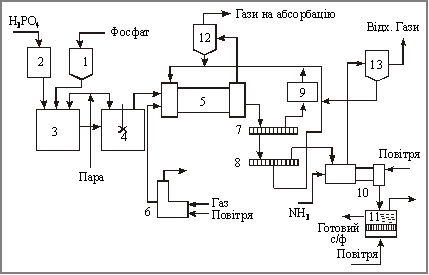 Гази на абсорбацію
H₃PO₄
Фосфат
Відх. Гази
12
2
1
13
5
9
3
4
7
8
Пара
Повітря
10
6
Газ
Повітря
NH₃
11
Готовий
с/ф
Повітря